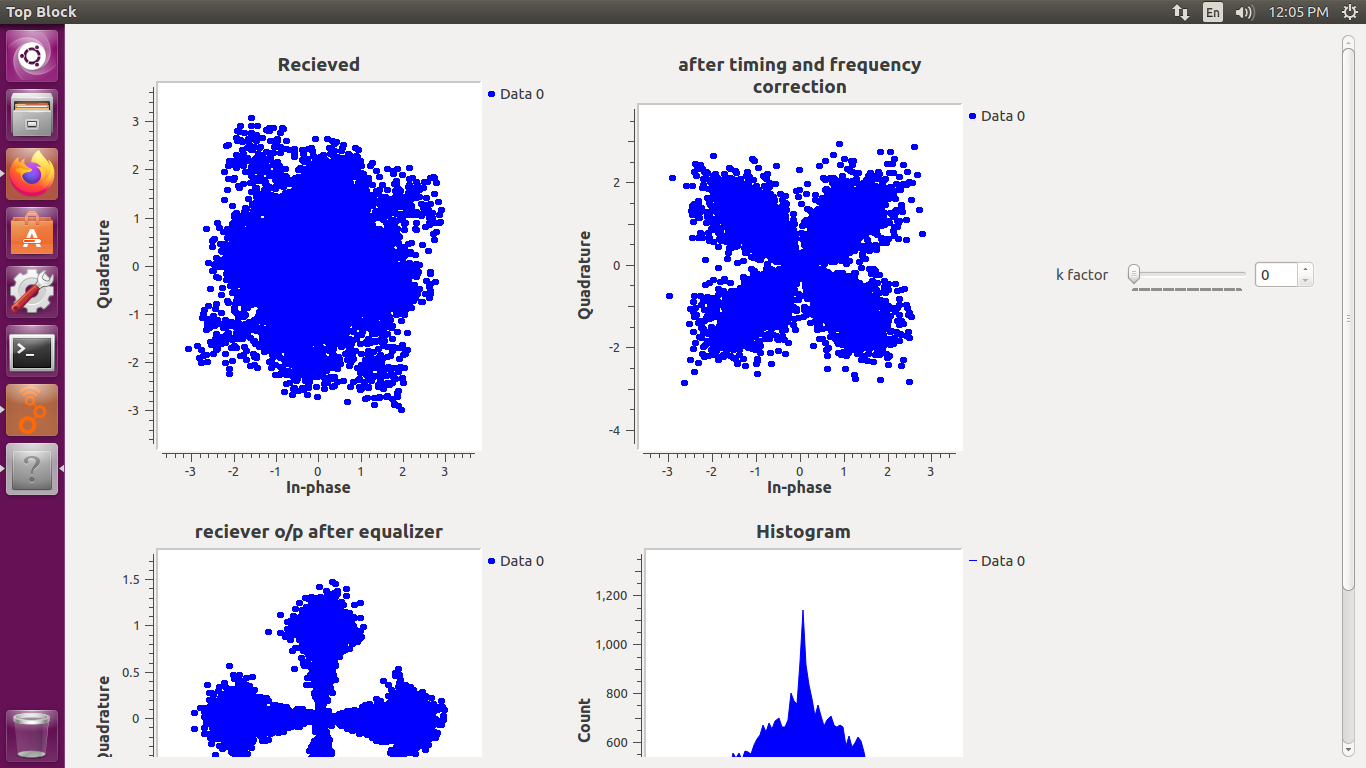 Top Block
En
12:05 PM
Recieved
Data 0
Quadrature
3
2
1
0
-1
-2
-3
-3
-2
-1
0
1
2
3
In-phase
after timing and frequency
correction
Data 0
Quadrature
2
0
-2
-4
-3
-2
-1
0
1
2
3
In-phase
k factor
0
reciever o/p after equalizer
Data 0
Quadrature
1.5
1
0.5
0
Histogram
Data 0
Count
1,200
1,000
800
600